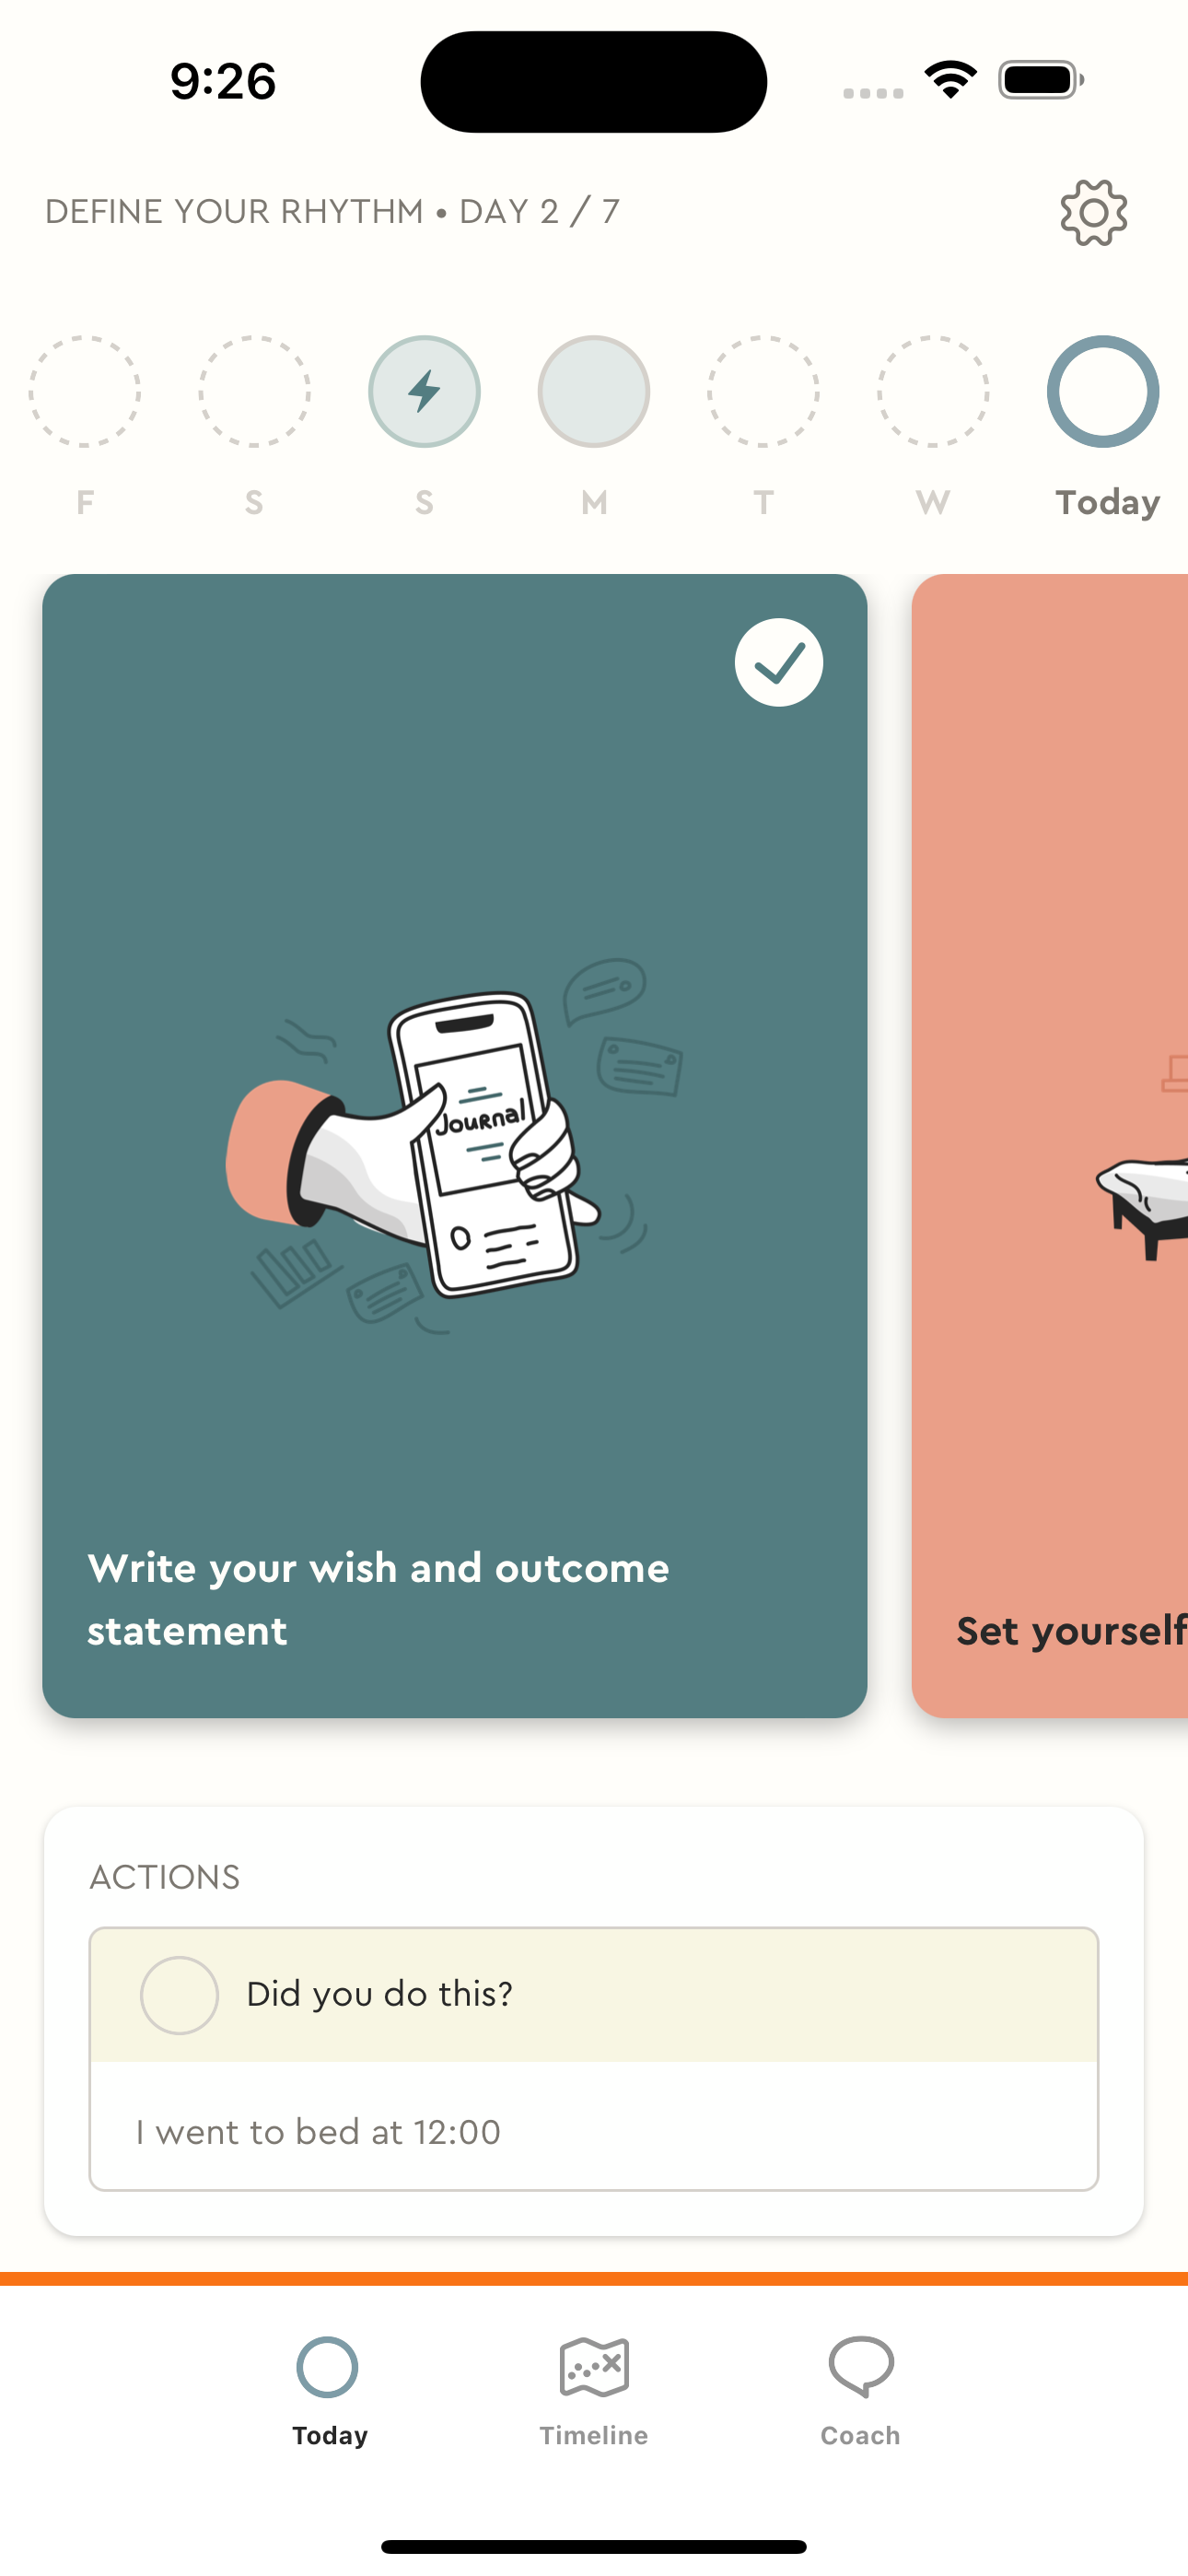 9:26
DEFINE YOUR RHYTHM • DAY 2 / 7
F S S M T W Today
Journal
Write your wish and outcome
statement
Set yourself
ACTIONS
Did you do this?
I went to bed at 12:00
Today Timeline Coach